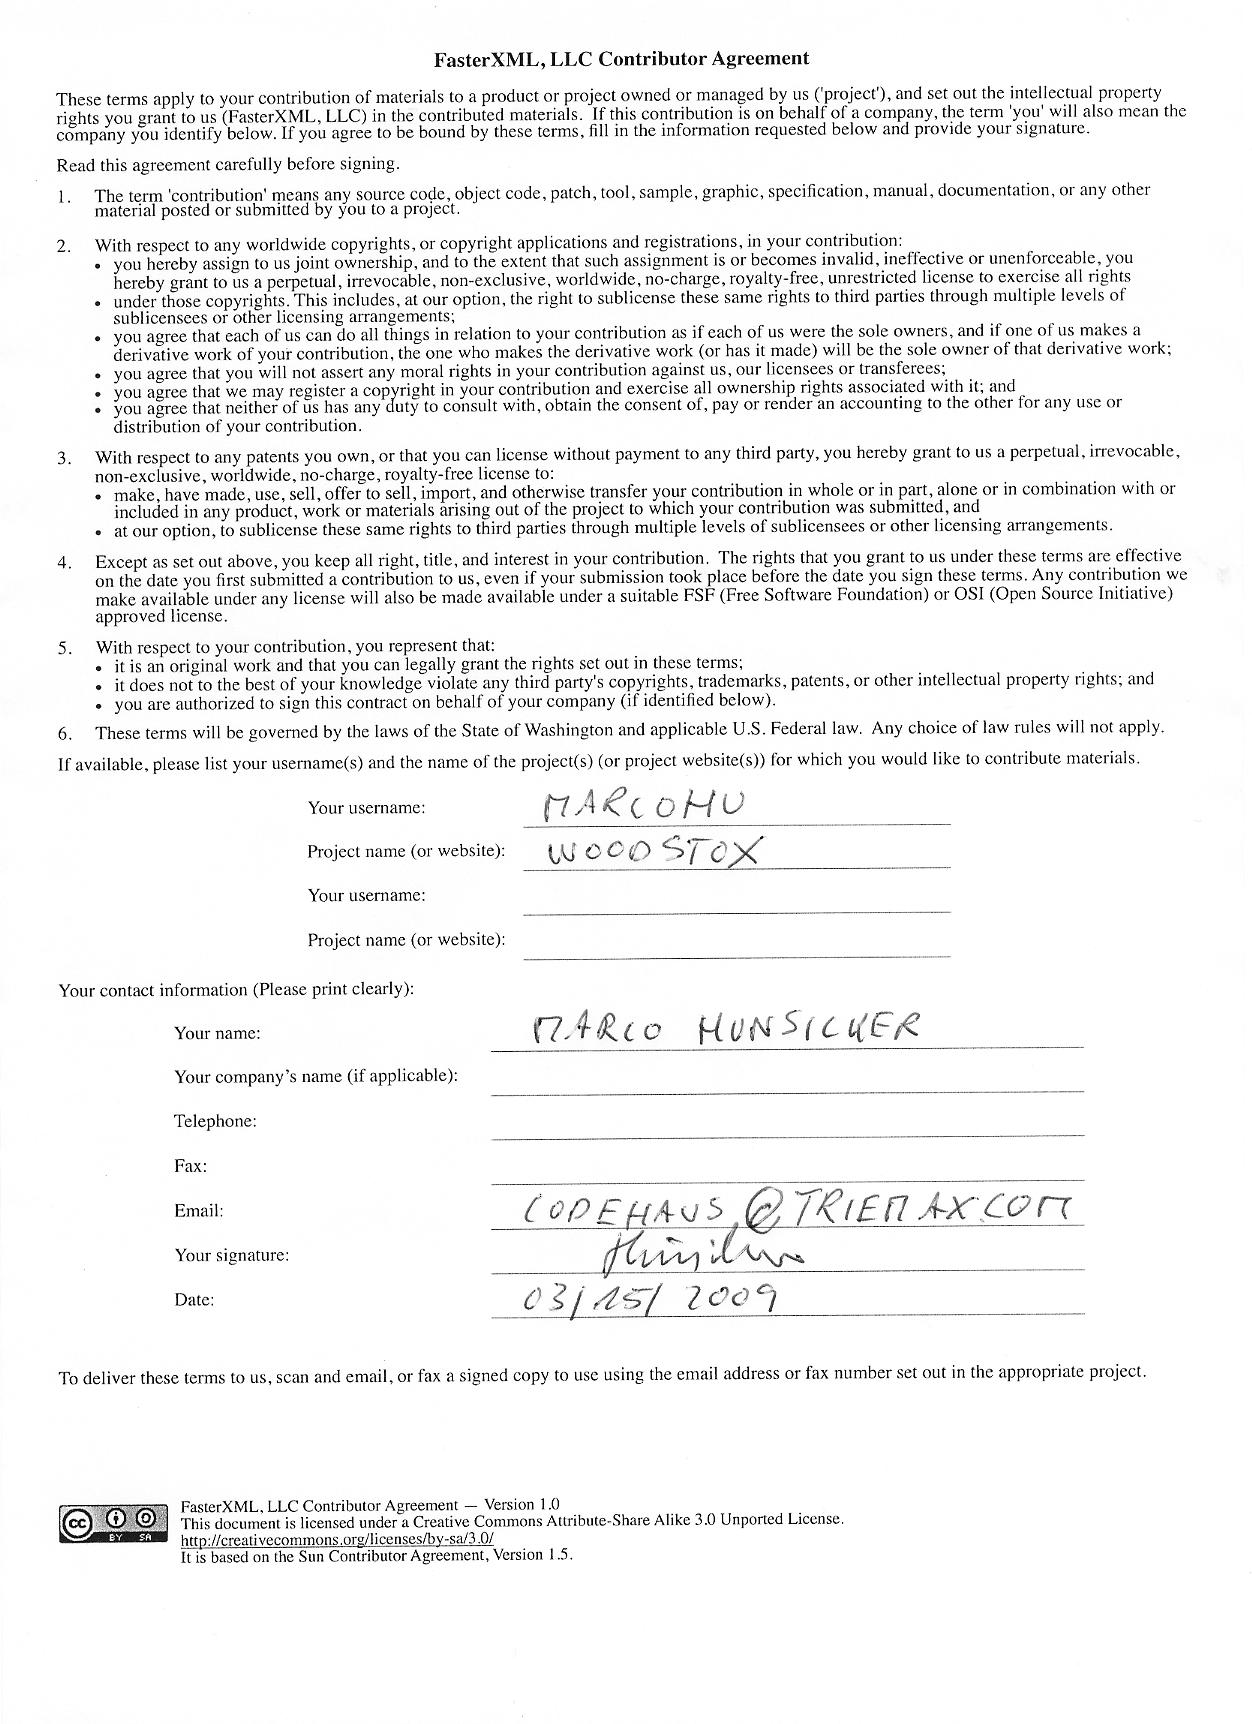 FasterXML, LLC Contributor Agreement
These terms apply to your contribution of materials to a product or project owned or managed by us ('project'), and set out the intellectual property
rights you grant to us (FasterXML, LLC) in the contributed materials.  If this contribution is on behalf of a company, the term 'you' will also mean the
company you identify below. If you agree to be bound by these terms, fill in the information requested below and provide your signature.
Read this agreement carefully before signing.
1. The term 'contribution' means any source code, object code, patch, tool, sample, graphic, specification, manual, documentation, or any other
material posted or submitted by you to a project.
2. With respect to any worldwide copyrights, or copyright applications and registrations, in your contribution:
• you hereby assign to us joint ownership, and to the extent that such assignment is or becomes invalid, ineffective or unenforceable, you
hereby grant to us a perpetual, irrevocable, non-exclusive, worldwide, no-charge, royalty-free, unrestricted license to exercise all rights
• under those copyrights. This includes, at our option, the right to sublicense these same rights to third parties through multiple levels of
sublicensees or other licensing arrangements;
• you agree that each of us can do all things in relation to your contribution as if each of us were the sole owners, and if one of us makes a
derivative work of your contribution, the one who makes the derivative work (or has it made) will be the sole owner of that derivative work;
• you agree that you will not assert any moral rights in your contribution against us, our licensees or transferees;
• you agree that we may register a copyright in your contribution and exercise all ownership rights associated with it; and
• you agree that neither of us has any duty to consult with, obtain the consent of, pay or render an accounting to the other for any use or
distribution of your contribution.
3. With respect to any patents you own, or that you can license without payment to any third party, you hereby grant to us a perpetual, irrevocable,
non-exclusive, worldwide, no-charge, royalty-free license to:
• make, have made, use, sell, offer to sell, import, and otherwise transfer your contribution in whole or in part, alone or in combination with or
included in any product, work or materials arising out of the project to which your contribution was submitted, and
• at our option, to sublicense these same rights to third parties through multiple levels of sublicensees or other licensing arrangements.
4. Except as set out above, you keep all right, title, and interest in your contribution.  The rights that you grant to us under these terms are effective
on the date you first submitted a contribution to us, even if your submission took place before the date you sign these terms. Any contribution we
make available under any license will also be made available under a suitable FSF (Free Software Foundation) or OSI (Open Source Initiative)
approved license.
5. With respect to your contribution, you represent that:
• it is an original work and that you can legally grant the rights set out in these terms;
• it does not to the best of your knowledge violate any third party's copyrights, trademarks, patents, or other intellectual property rights; and
• you are authorized to sign this contract on behalf of your company (if identified below).
6. These terms will be governed by the laws of the State of Washington and applicable U.S. Federal law.  Any choice of law rules will not apply.
If available, please list your username(s) and the name of the project(s) (or project website(s)) for which you would like to contribute materials.
Your username: MARCOHU
Project name (or website): WOODSTOX
Your username:
Project name (or website):
Your contact information (Please print clearly):
Your name: MARCO HUNSICKER
Your company's name (if applicable):
Telephone:
Fax:
Email: CODEHAUS@TRIEMAX.COM
Your signature:
Date: 03/15/2009
To deliver these terms to us, scan and email, or fax a signed copy to use using the email address or fax number set out in the appropriate project.
cc BY SA
FasterXML, LLC Contributor Agreement — Version 1.0
This document is licensed under a Creative Commons Attribute-Share Alike 3.0 Unported License.
http://creativecommons.org/licenses/by-sa/3.0/
It is based on the Sun Contributor Agreement, Version 1.5.